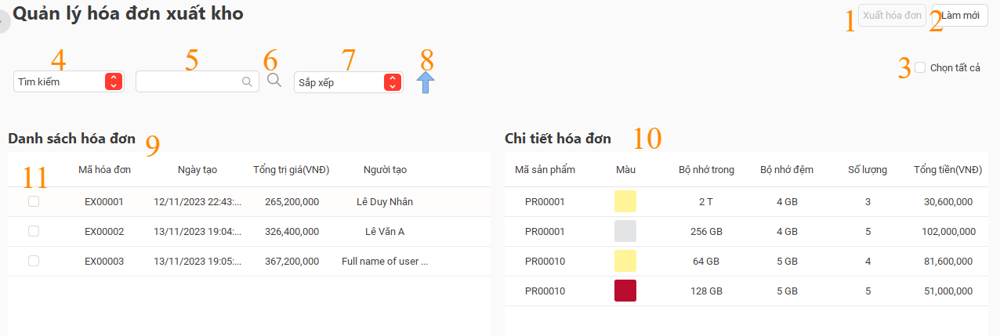 Quản lý hóa đơn xuất kho
1 Xuất hóa đơn 2 Làm mới
4 5 6 7 8
Tìm kiếm Sắp xếp 3 Chọn tất cả
Danh sách hóa đơn 9
11 Mã hóa đơn Ngày tạo Tổng trị giá(VNĐ) Người tạo
EX00001 12/11/2023 22:43:... 265,200,000 Lê Duy Nhân
EX00002 13/11/2023 19:04:... 326,400,000 Lê Văn A
EX00003 13/11/2023 19:05:... 367,200,000 Full name of user ...
Chi tiết hóa đơn 10
Mã sản phẩm Màu Bộ nhớ trong Bộ nhớ đệm Số lượng Tổng tiền(VNĐ)
PR00001 2 T 4 GB 3 30,600,000
PR00001 256 GB 4 GB 5 102,000,000
PR00010 64 GB 5 GB 4 81,600,000
PR00010 128 GB 5 GB 5 51,000,000